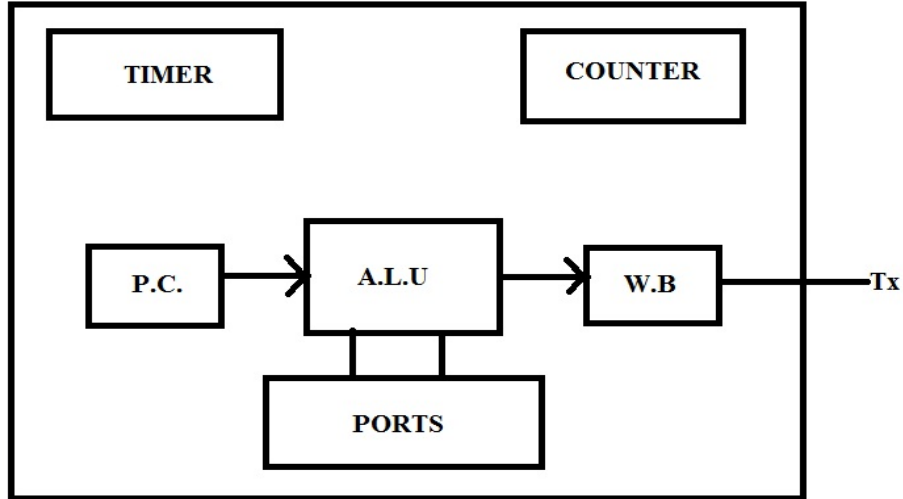 TIMER
COUNTER
P.C.
A.L.U
W.B
Tx
PORTS